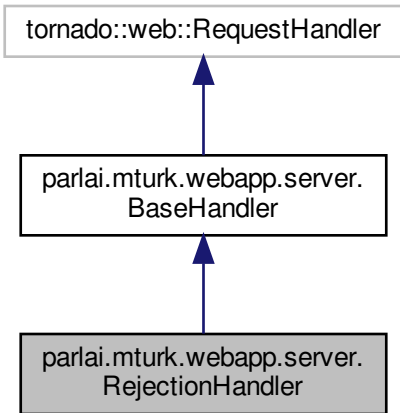 tornado::web::RequestHandler
parlai.mturk.webapp.server.
BaseHandler
parlai.mturk.webapp.server.
RejectionHandler